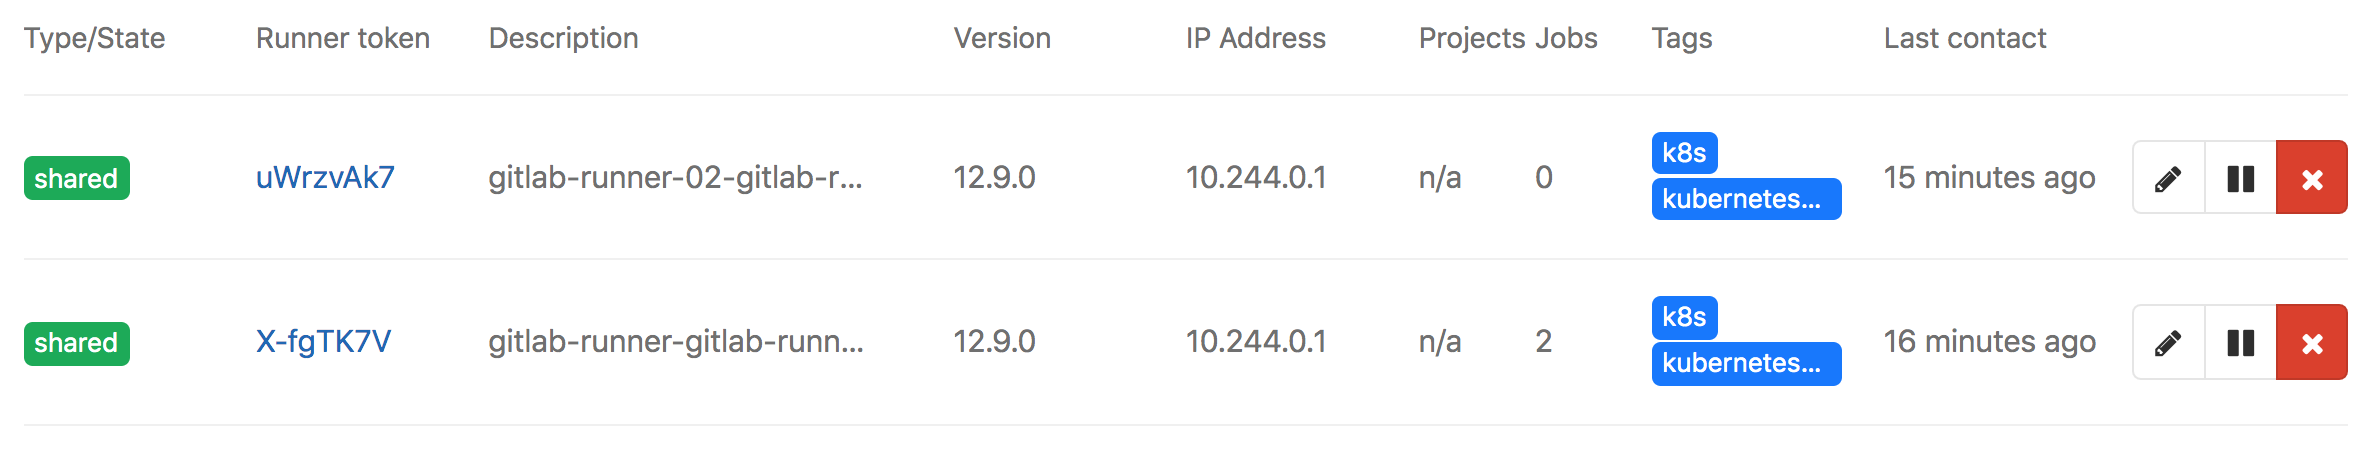 Type/State Runner token Description Version IP Address Projects Jobs Tags Last contact
shared uWrzvAk7 gitlab-runner-02-gitlab-r... 12.9.0 10.244.0.1 n/a 0 k8s 15 minutes ago
kubernetes...
shared X-fgTK7V gitlab-runner-gitlab-runn... 12.9.0 10.244.0.1 n/a 2 k8s 16 minutes ago
kubernetes...